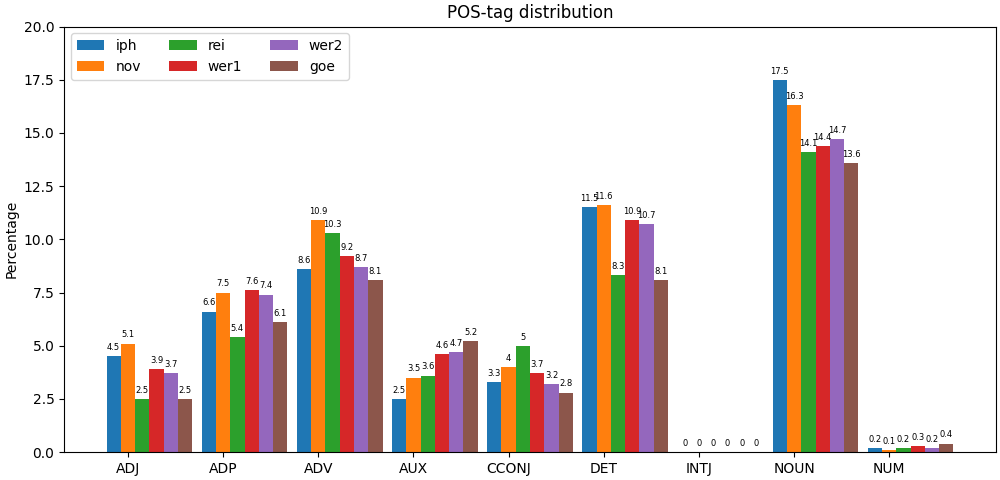 POS-tag distribution
iph rei wer2
nov wer1 goe
Percentage
20.0
17.5
15.0
12.5
10.0
7.5
5.0
2.5
0.0
4.5 5.1 2.5 3.9 3.7 2.5
6.6 7.5 5.4 7.6 7.4 6.1
8.6 10.9 10.3 9.2 8.7 8.1
2.5 3.5 3.6 4.6 4.7 5.2
3.3 4 5 3.7 3.2 2.8
11.5 11.6 8.3 10.9 10.7 8.1
0 0 0 0 0 0
17.5 16.3 14.1 14.4 14.7 13.6
0.2 0.1 0.2 0.3 0.2 0.4
ADJ ADP ADV AUX CCONJ DET INTJ NOUN NUM